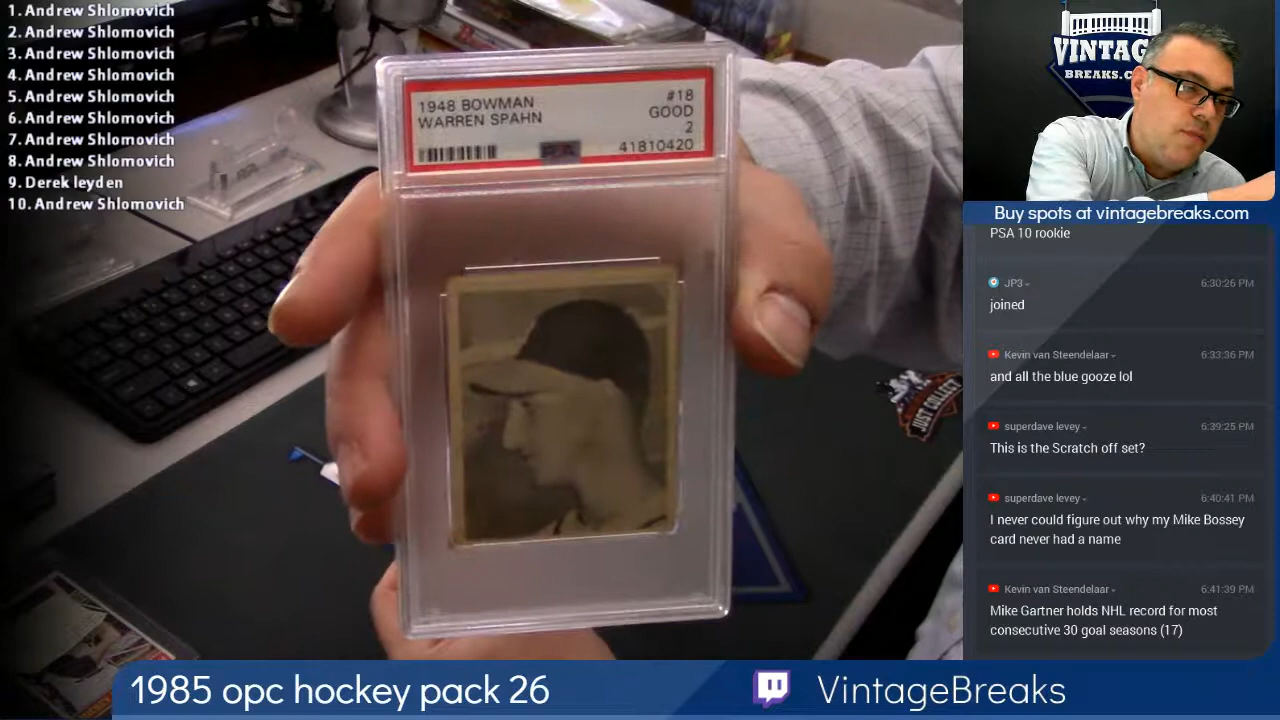 1. Andrew Shlomovich
2. Andrew Shlomovich
3. Andrew Shlomovich
4. Andrew Shlomovich
5. Andrew Shlomovich
6. Andrew Shlomovich
7. Andrew Shlomovich
8. Andrew Shlomovich
9. Derek leyden
10. Andrew Shlomovich
1948 BOWMAN #18
WARREN SPAHN GOOD
2
PSA 41810420
VINTAG
BREAKS.C
JUST COLLECT
Buy spots at vintagebreaks.com
PSA 10 rookie
JP3 6:30:26 PM
joined
Kevin van Steendelaar 6:33:36 PM
and all the blue gooze lol
superdave levey 6:39:25 PM
This is the Scratch off set?
superdave levey 6:40:41 PM
I never could figure out why my Mike Bossey
card never had a name
Kevin van Steendelaar 6:41:39 PM
Mike Gartner holds NHL record for most
consecutive 30 goal seasons (17)
1985 opc hockey pack 26
VintageBreaks